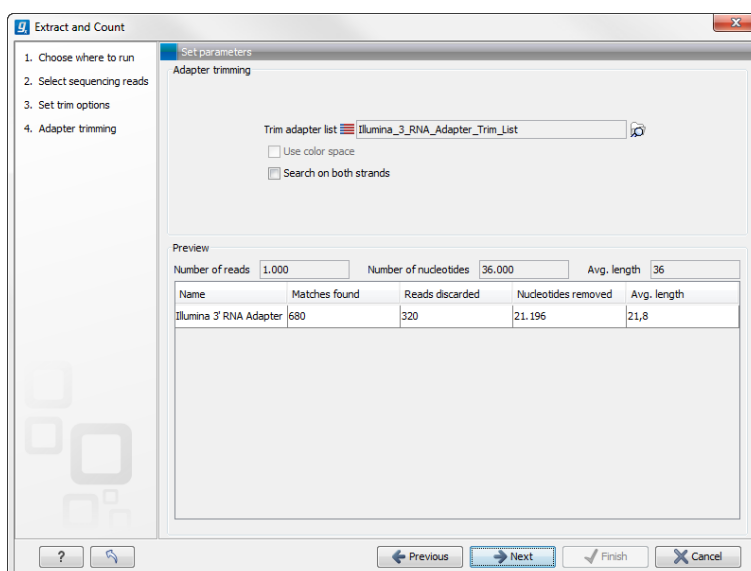 Extract and Count
1. Choose where to run
2. Select sequencing reads
3. Set trim options
4. Adapter trimming
Set parameters
Adapter trimming
Trim adapter list Illumina_3_RNA_Adapter_Trim_List
Use color space
Search on both strands
Preview
Number of reads 1.000 Number of nucleotides 36.000 Avg. length 36
Name Matches found Reads discarded Nucleotides removed Avg. length
Illumina 3' RNA Adapter 680 320 21.196 21,8
? Previous Next Finish Cancel